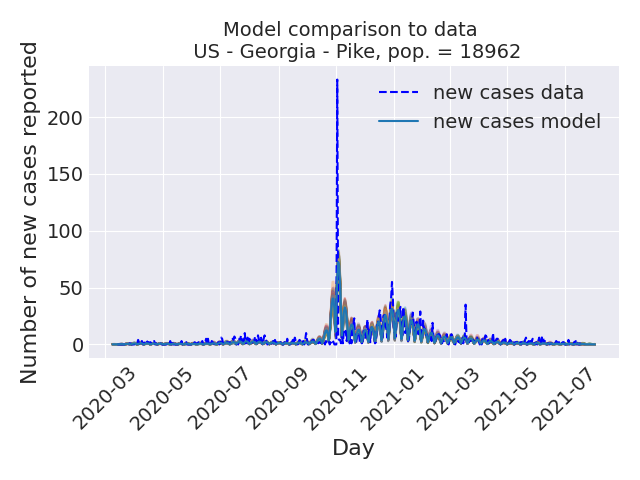 Model comparison to data
US - Georgia - Pike, pop. = 18962
Number of new cases reported
200
150
100
50
0
new cases data
new cases model
2020-03
2020-05
2020-07
2020-09
2020-11
2021-01
2021-03
2021-05
2021-07
Day